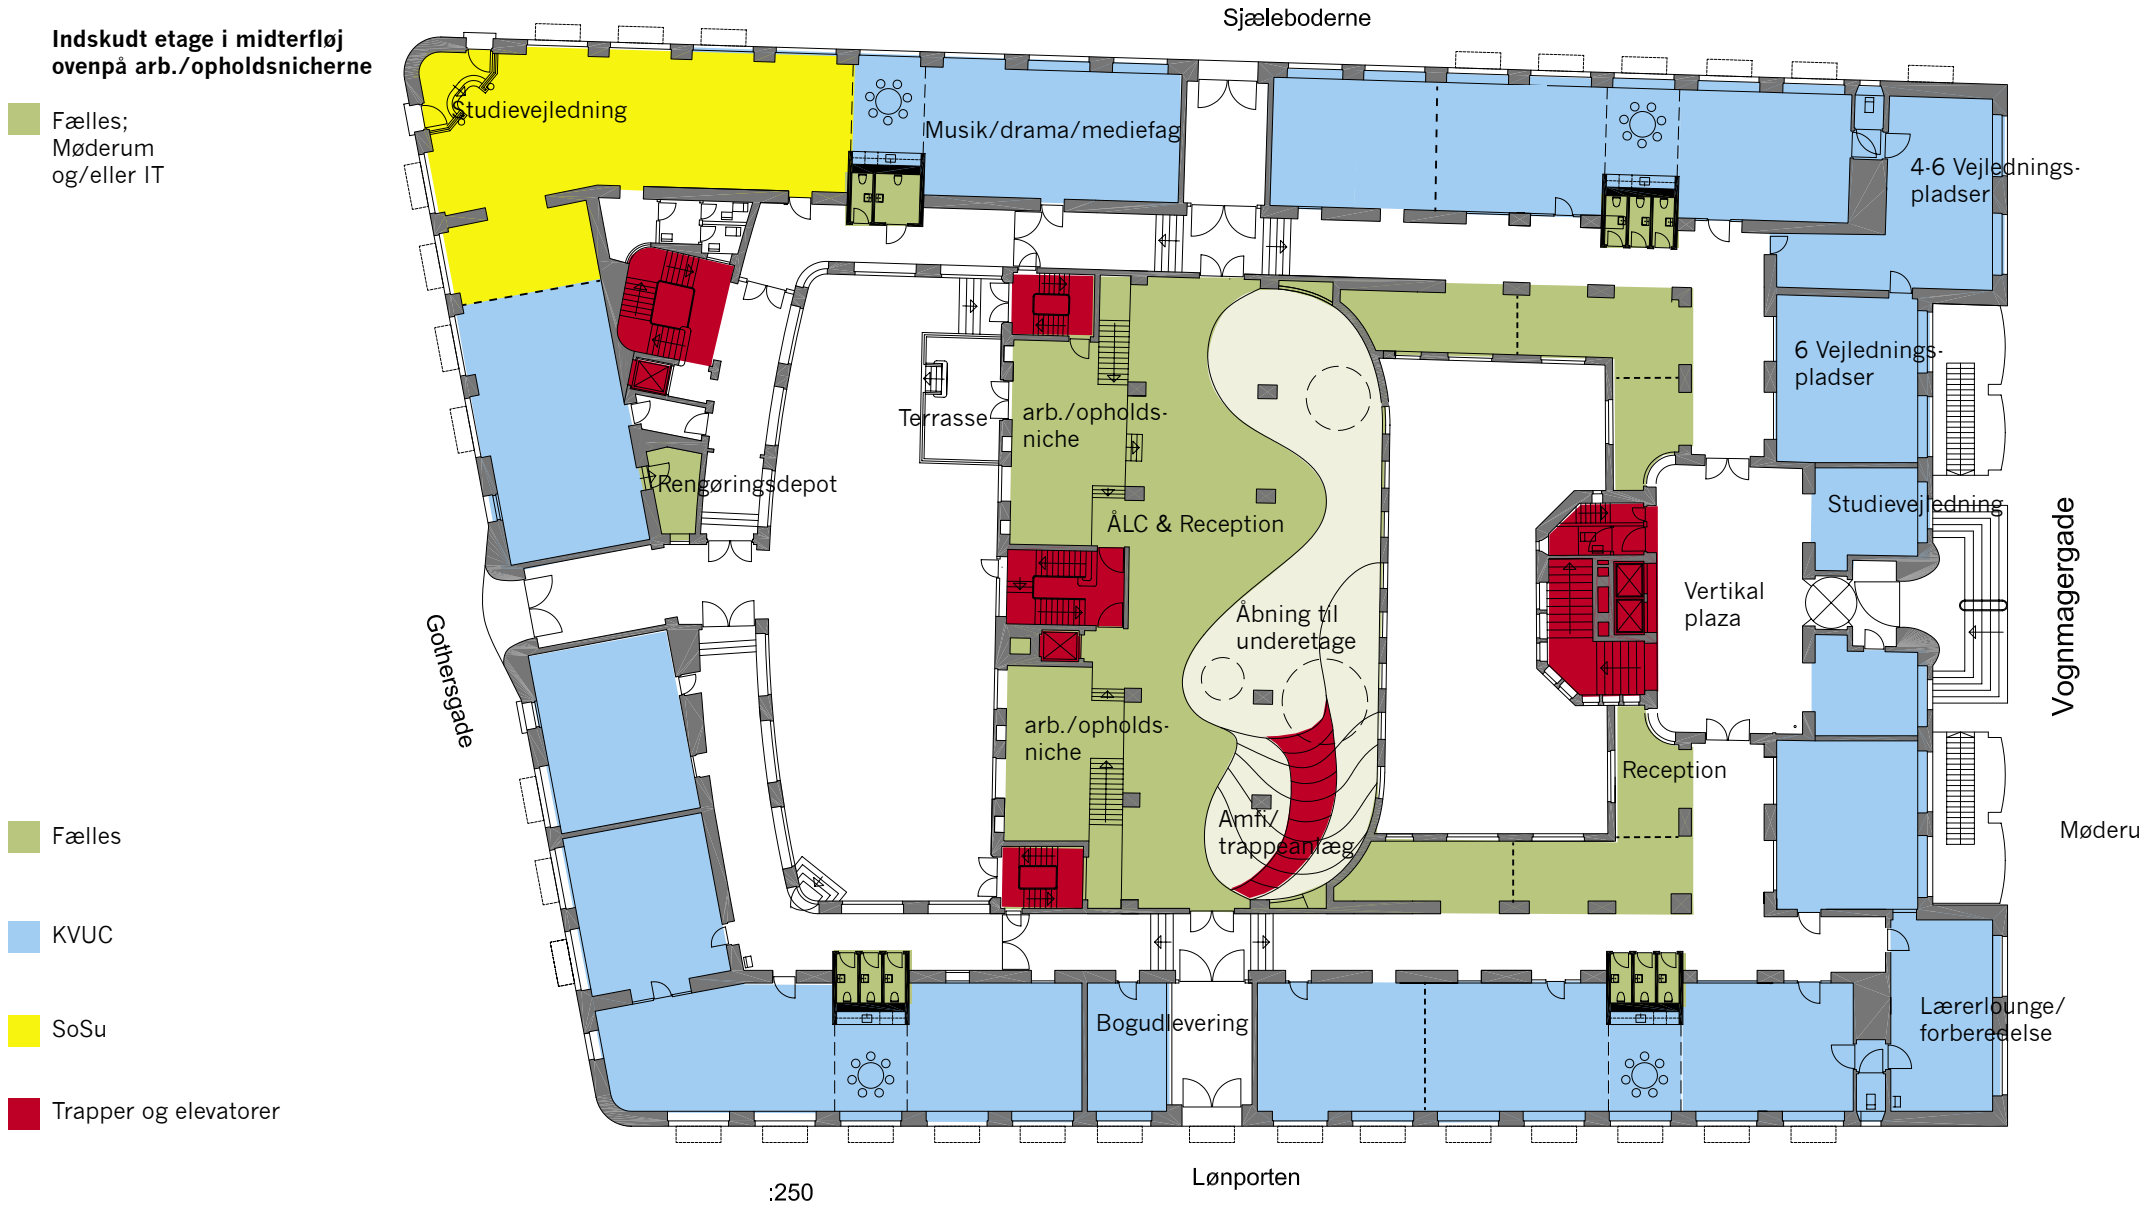 Sjæleboderne
Indskudt etage i midterfløj
ovenpå arb./opholdsnicherne
Fælles;
Møderum
og/eller IT
Studievejledning
Musik/drama/mediefag
4-6 Vejlednings-
pladser
6 Vejlednings-
pladser
Terrasse
arb./opholds-
niche
Rengøringsdepot
ÅLC & Reception
Studievejledning
Vertikal
plaza
Åbning til
underetage
Gothersgade
Vognmagergade
arb./opholds-
niche
Reception
Amfi/
trappeanlæg
Møderu
Fælles
KVUC
SoSu
Trapper og elevatorer
Bogudlevering
Lærerlounge/
forberedelse
Lønporten
:250